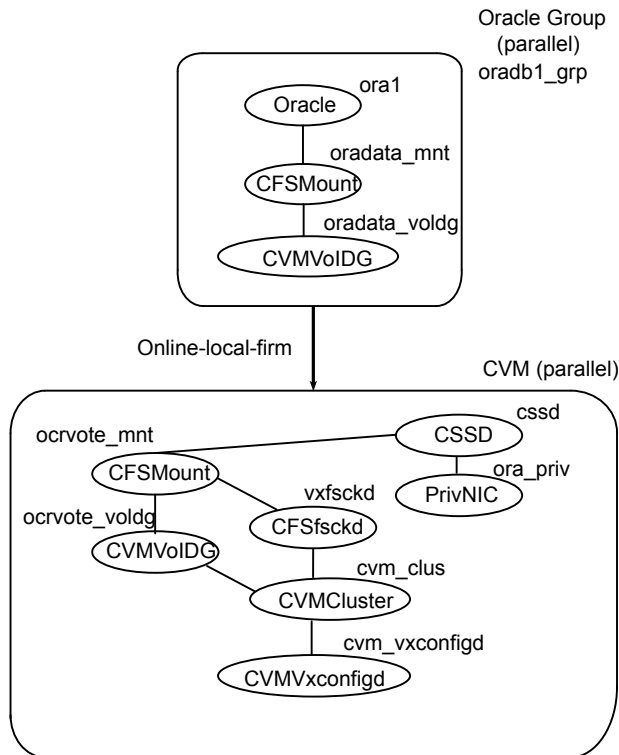 Oracle Group
(parallel)
oradb1_grp
ora1
Oracle
oradata_mnt
CFSMount
oradata_voldg
CVMVolDG
Online-local-firm
CVM (parallel)
cssd
CSSD
ocrvote_mnt
CFSMount
ora_priv
PrivNIC
vxfsckd
CFSfsckd
ocrvote_voldg
CVMVolDG
cvm_clus
CVMCluster
cvm_vxconfigd
CVMVxconfigd